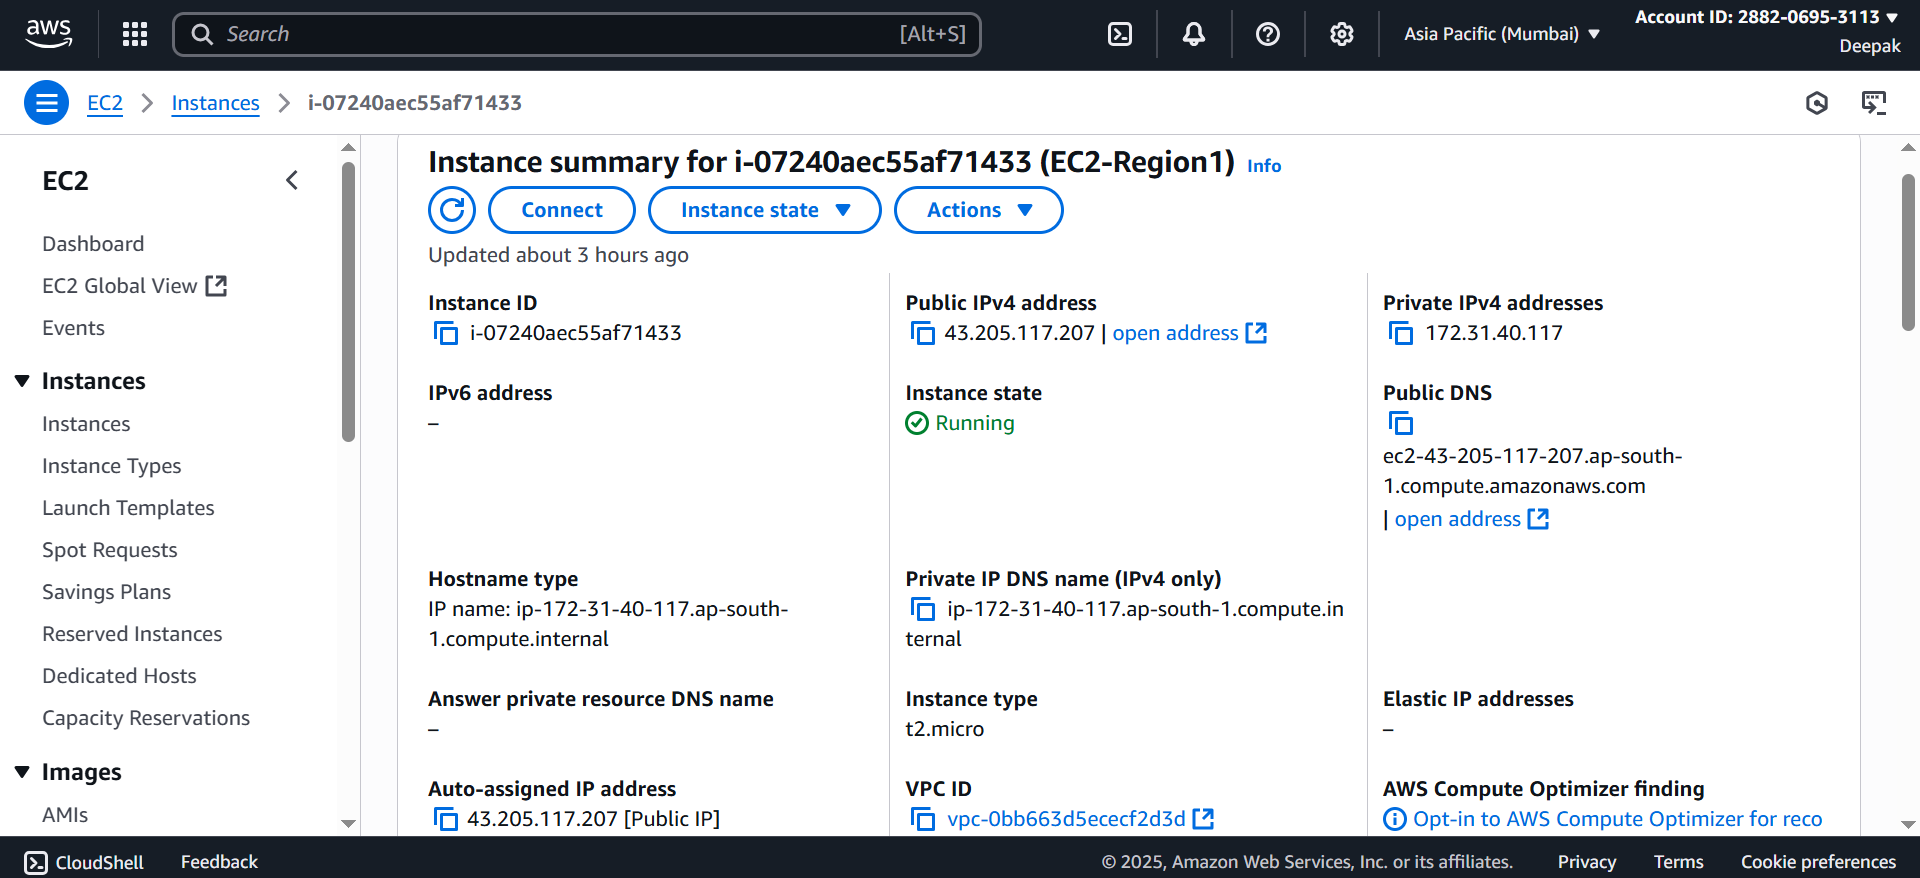 aws
Search
[Alt+S]
Asia Pacific (Mumbai)
Account ID: 2882-0695-3113
Deepak
EC2
Instances
i-07240aec55af71433
EC2
Dashboard
EC2 Global View
Events
Instances
Instances
Instance Types
Launch Templates
Spot Requests
Savings Plans
Reserved Instances
Dedicated Hosts
Capacity Reservations
Images
AMIs
Instance summary for i-07240aec55af71433 (EC2-Region1) Info
Connect
Instance state
Actions
Updated about 3 hours ago
Instance ID
i-07240aec55af71433
Public IPv4 address
43.205.117.207 | open address
Private IPv4 addresses
172.31.40.117
IPv6 address
–
Instance state
Running
Public DNS
ec2-43-205-117-207.ap-south-
1.compute.amazonaws.com
| open address
Hostname type
IP name: ip-172-31-40-117.ap-south-
1.compute.internal
Private IP DNS name (IPv4 only)
ip-172-31-40-117.ap-south-1.compute.in
ternal
Answer private resource DNS name
–
Instance type
t2.micro
Elastic IP addresses
–
Auto-assigned IP address
43.205.117.207 [Public IP]
VPC ID
vpc-0bb663d5ececf2d3d
AWS Compute Optimizer finding
Opt-in to AWS Compute Optimizer for reco
CloudShell
Feedback
© 2025, Amazon Web Services, Inc. or its affiliates.
Privacy
Terms
Cookie preferences